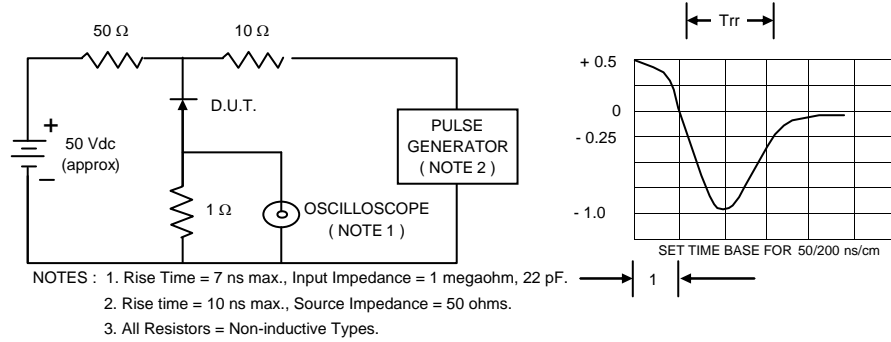 50 Ω
10 Ω
D.U.T.
+
50 Vdc
(approx)
−
1 Ω
OSCILLOSCOPE
( NOTE 1 )
PULSE
GENERATOR
( NOTE 2 )
Trr
+ 0.5
0
- 0.25
- 1.0
SET TIME BASE FOR 50/200 ns/cm
1
NOTES : 1. Rise Time = 7 ns max., Input Impedance = 1 megaohm, 22 pF.
2. Rise time = 10 ns max., Source Impedance = 50 ohms.
3. All Resistors = Non-inductive Types.